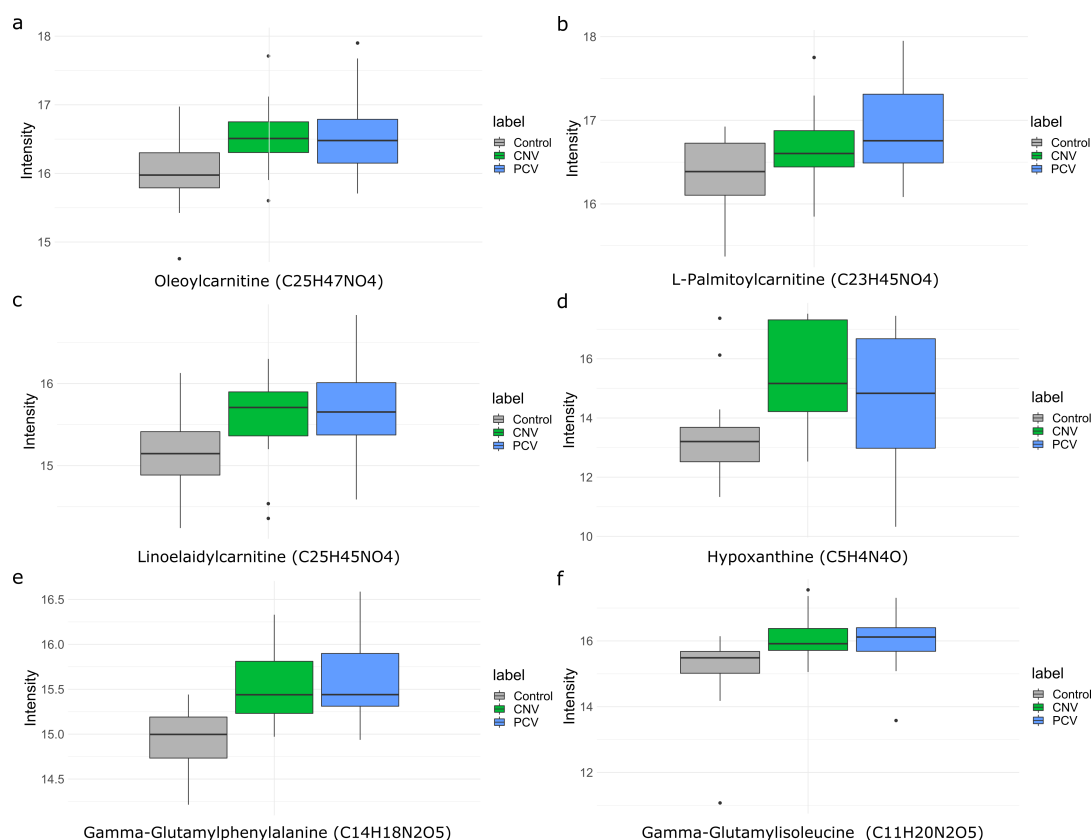 a
18
17
16
15
Intensity
label
Control
CNV
PCV
Oleoylcarnitine (C25H47NO4)
b
18
17
16
Intensity
label
Control
CNV
PCV
L-Palmitoylcarnitine (C23H45NO4)
c
16
15
Intensity
label
Control
CNV
PCV
Linoelaidylcarnitine (C25H45NO4)
d
16
14
12
10
Intensity
label
Control
CNV
PCV
Hypoxanthine (C5H4N4O)
e
16.5
16.0
15.5
15.0
14.5
Intensity
label
Control
CNV
PCV
Gamma-Glutamylphenylalanine (C14H18N2O5)
f
16
14
12
Intensity
label
Control
CNV
PCV
Gamma-Glutamylisoleucine (C11H20N2O5)